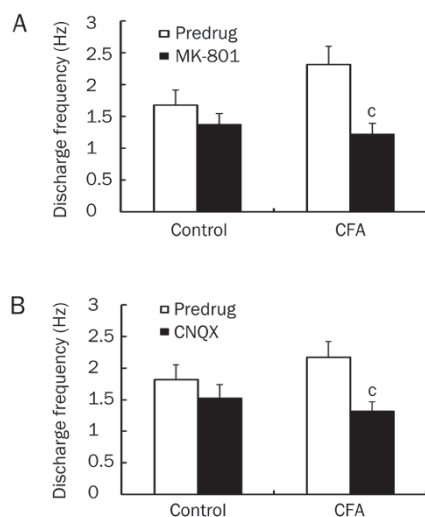 A
Discharge frequency (Hz)
3
2.5
2
1.5
1
0.5
0
Predrug
MK-801
c
Control
CFA
B
Discharge frequency (Hz)
3
2.5
2
1.5
1
0.5
0
Predrug
CNQX
c
Control
CFA